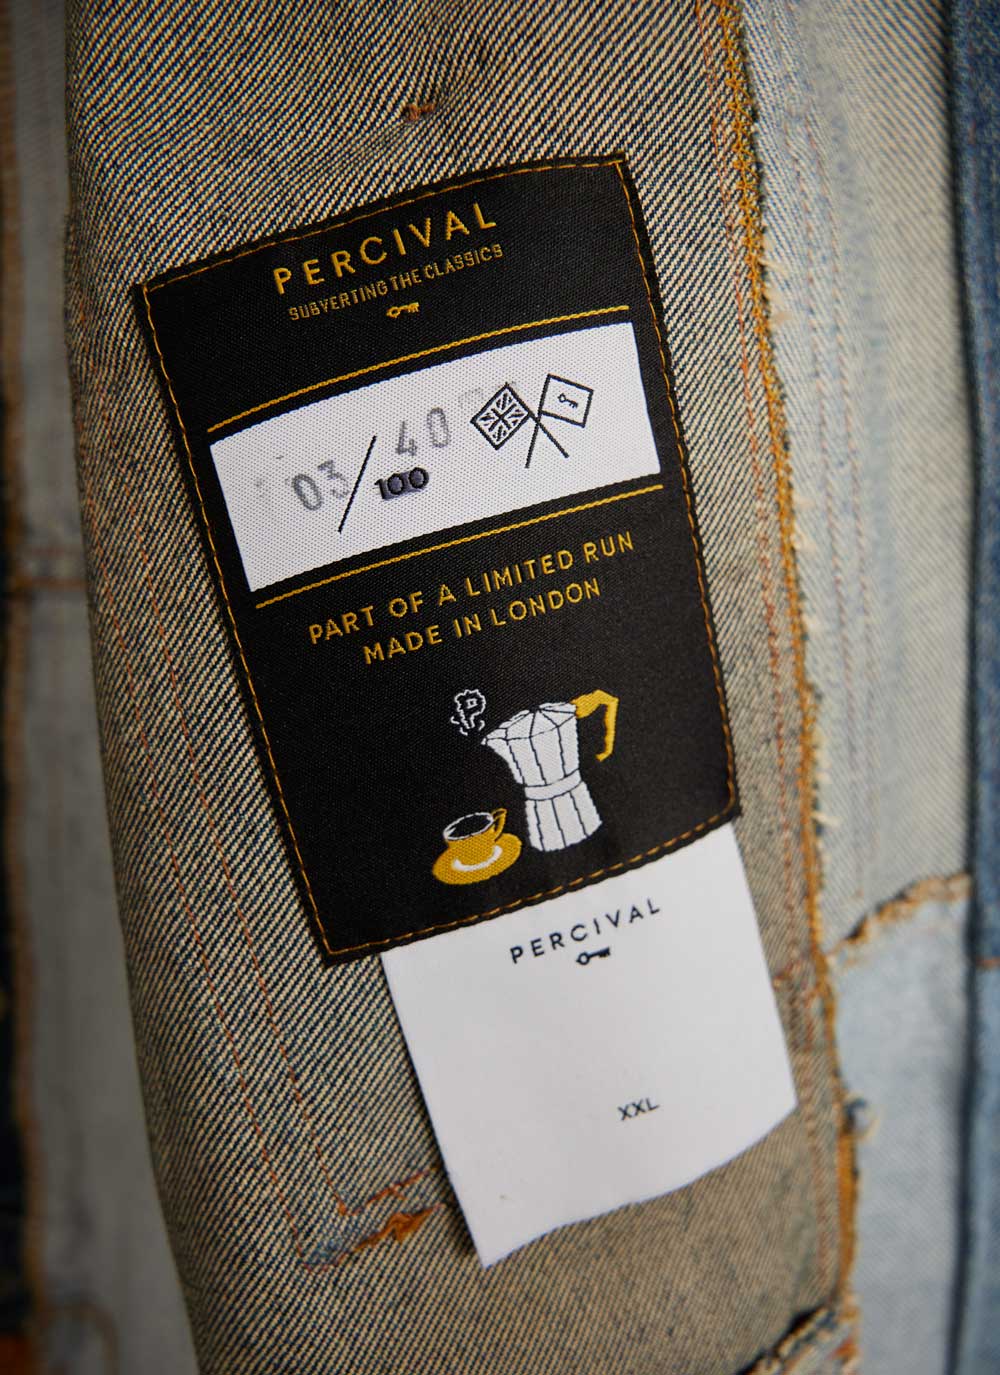 PERCIVAL
SUBVERTING THE CLASSICS
03/40
100
PART OF A LIMITED RUN
MADE IN LONDON
P
PERCIVAL
XXL